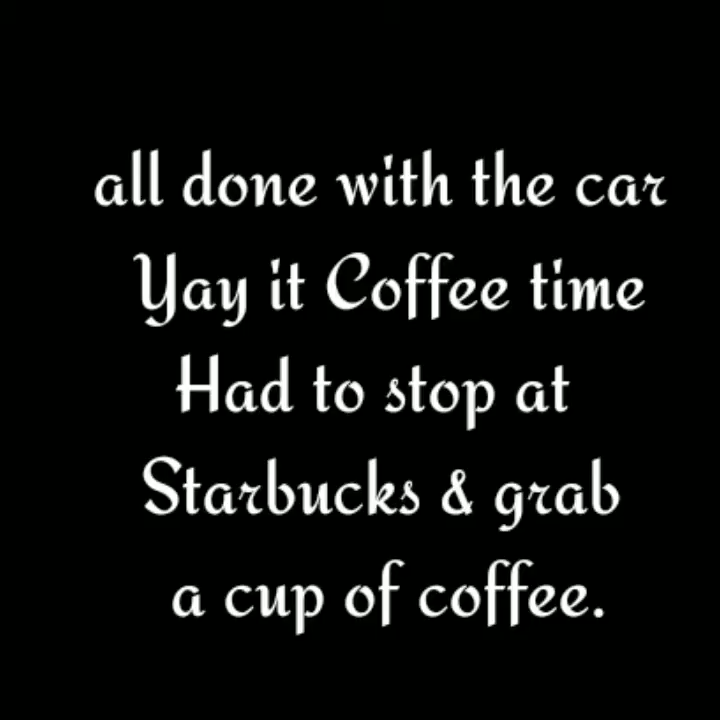 all done with the car
Yay it Coffee time
Had to stop at
Starbucks & grab
a cup of coffee.